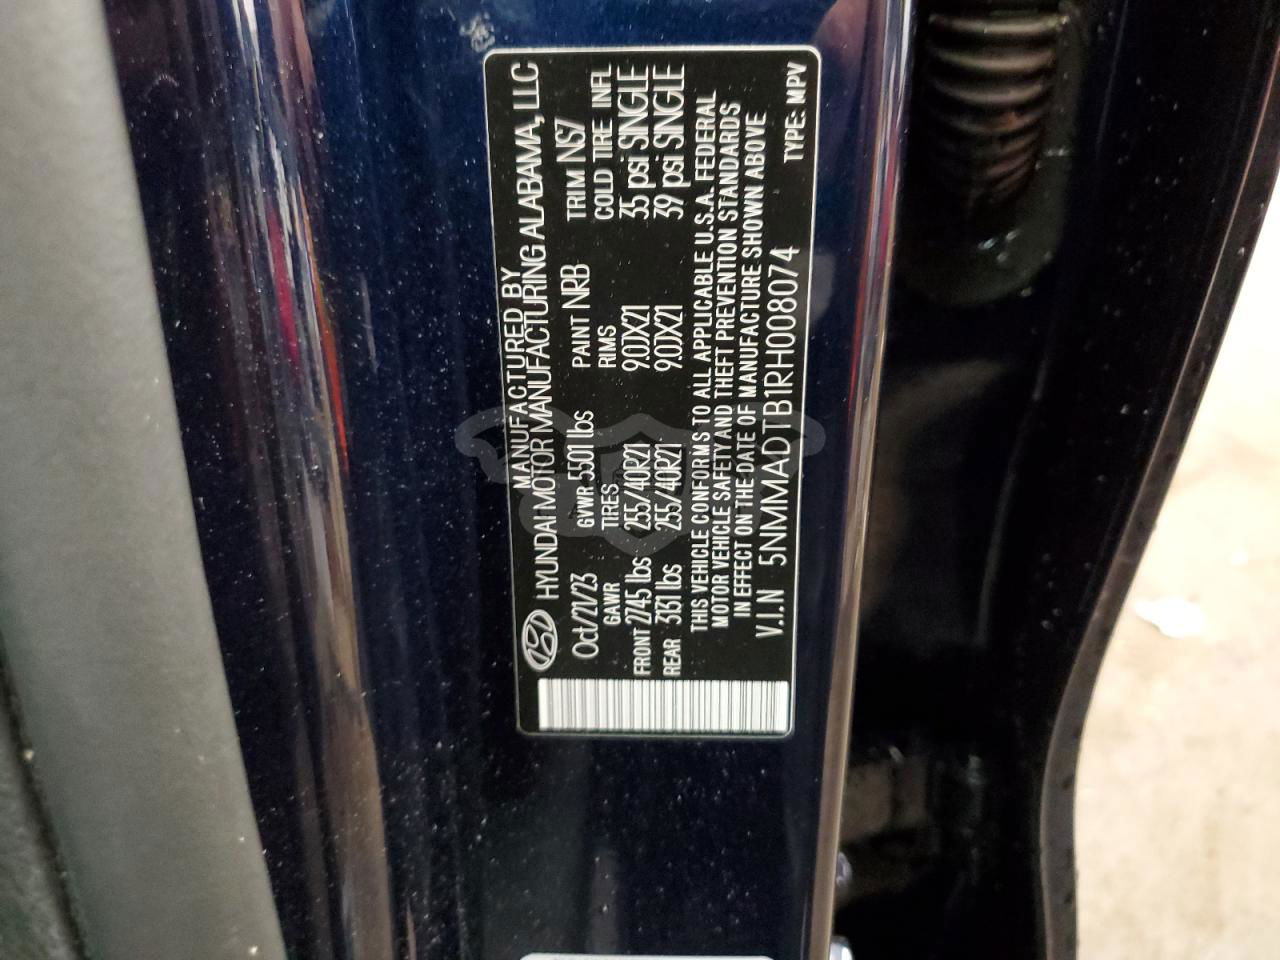 MANUFACTURED BY
HYUNDAI MOTOR MANUFACTURING ALABAMA, LLC
Oct/21/23 GVWR 5501 lbs PAINT NRB TRIM NS7
GAWR TIRES RIMS COLD TIRE INFL
FRONT 2745 lbs 255/40R21 9.0JX21 35 psi SINGLE
REAR 3131 lbs 255/40R21 9.0JX21 39 psi SINGLE
THIS VEHICLE CONFORMS TO ALL APPLICABLE U.S.A. FEDERAL
MOTOR VEHICLE SAFETY AND THEFT PREVENTION STANDARDS
IN EFFECT ON THE DATE OF MANUFACTURE SHOWN ABOVE
V.I.N 5NMMADTB1RH008074 TYPE: MPV